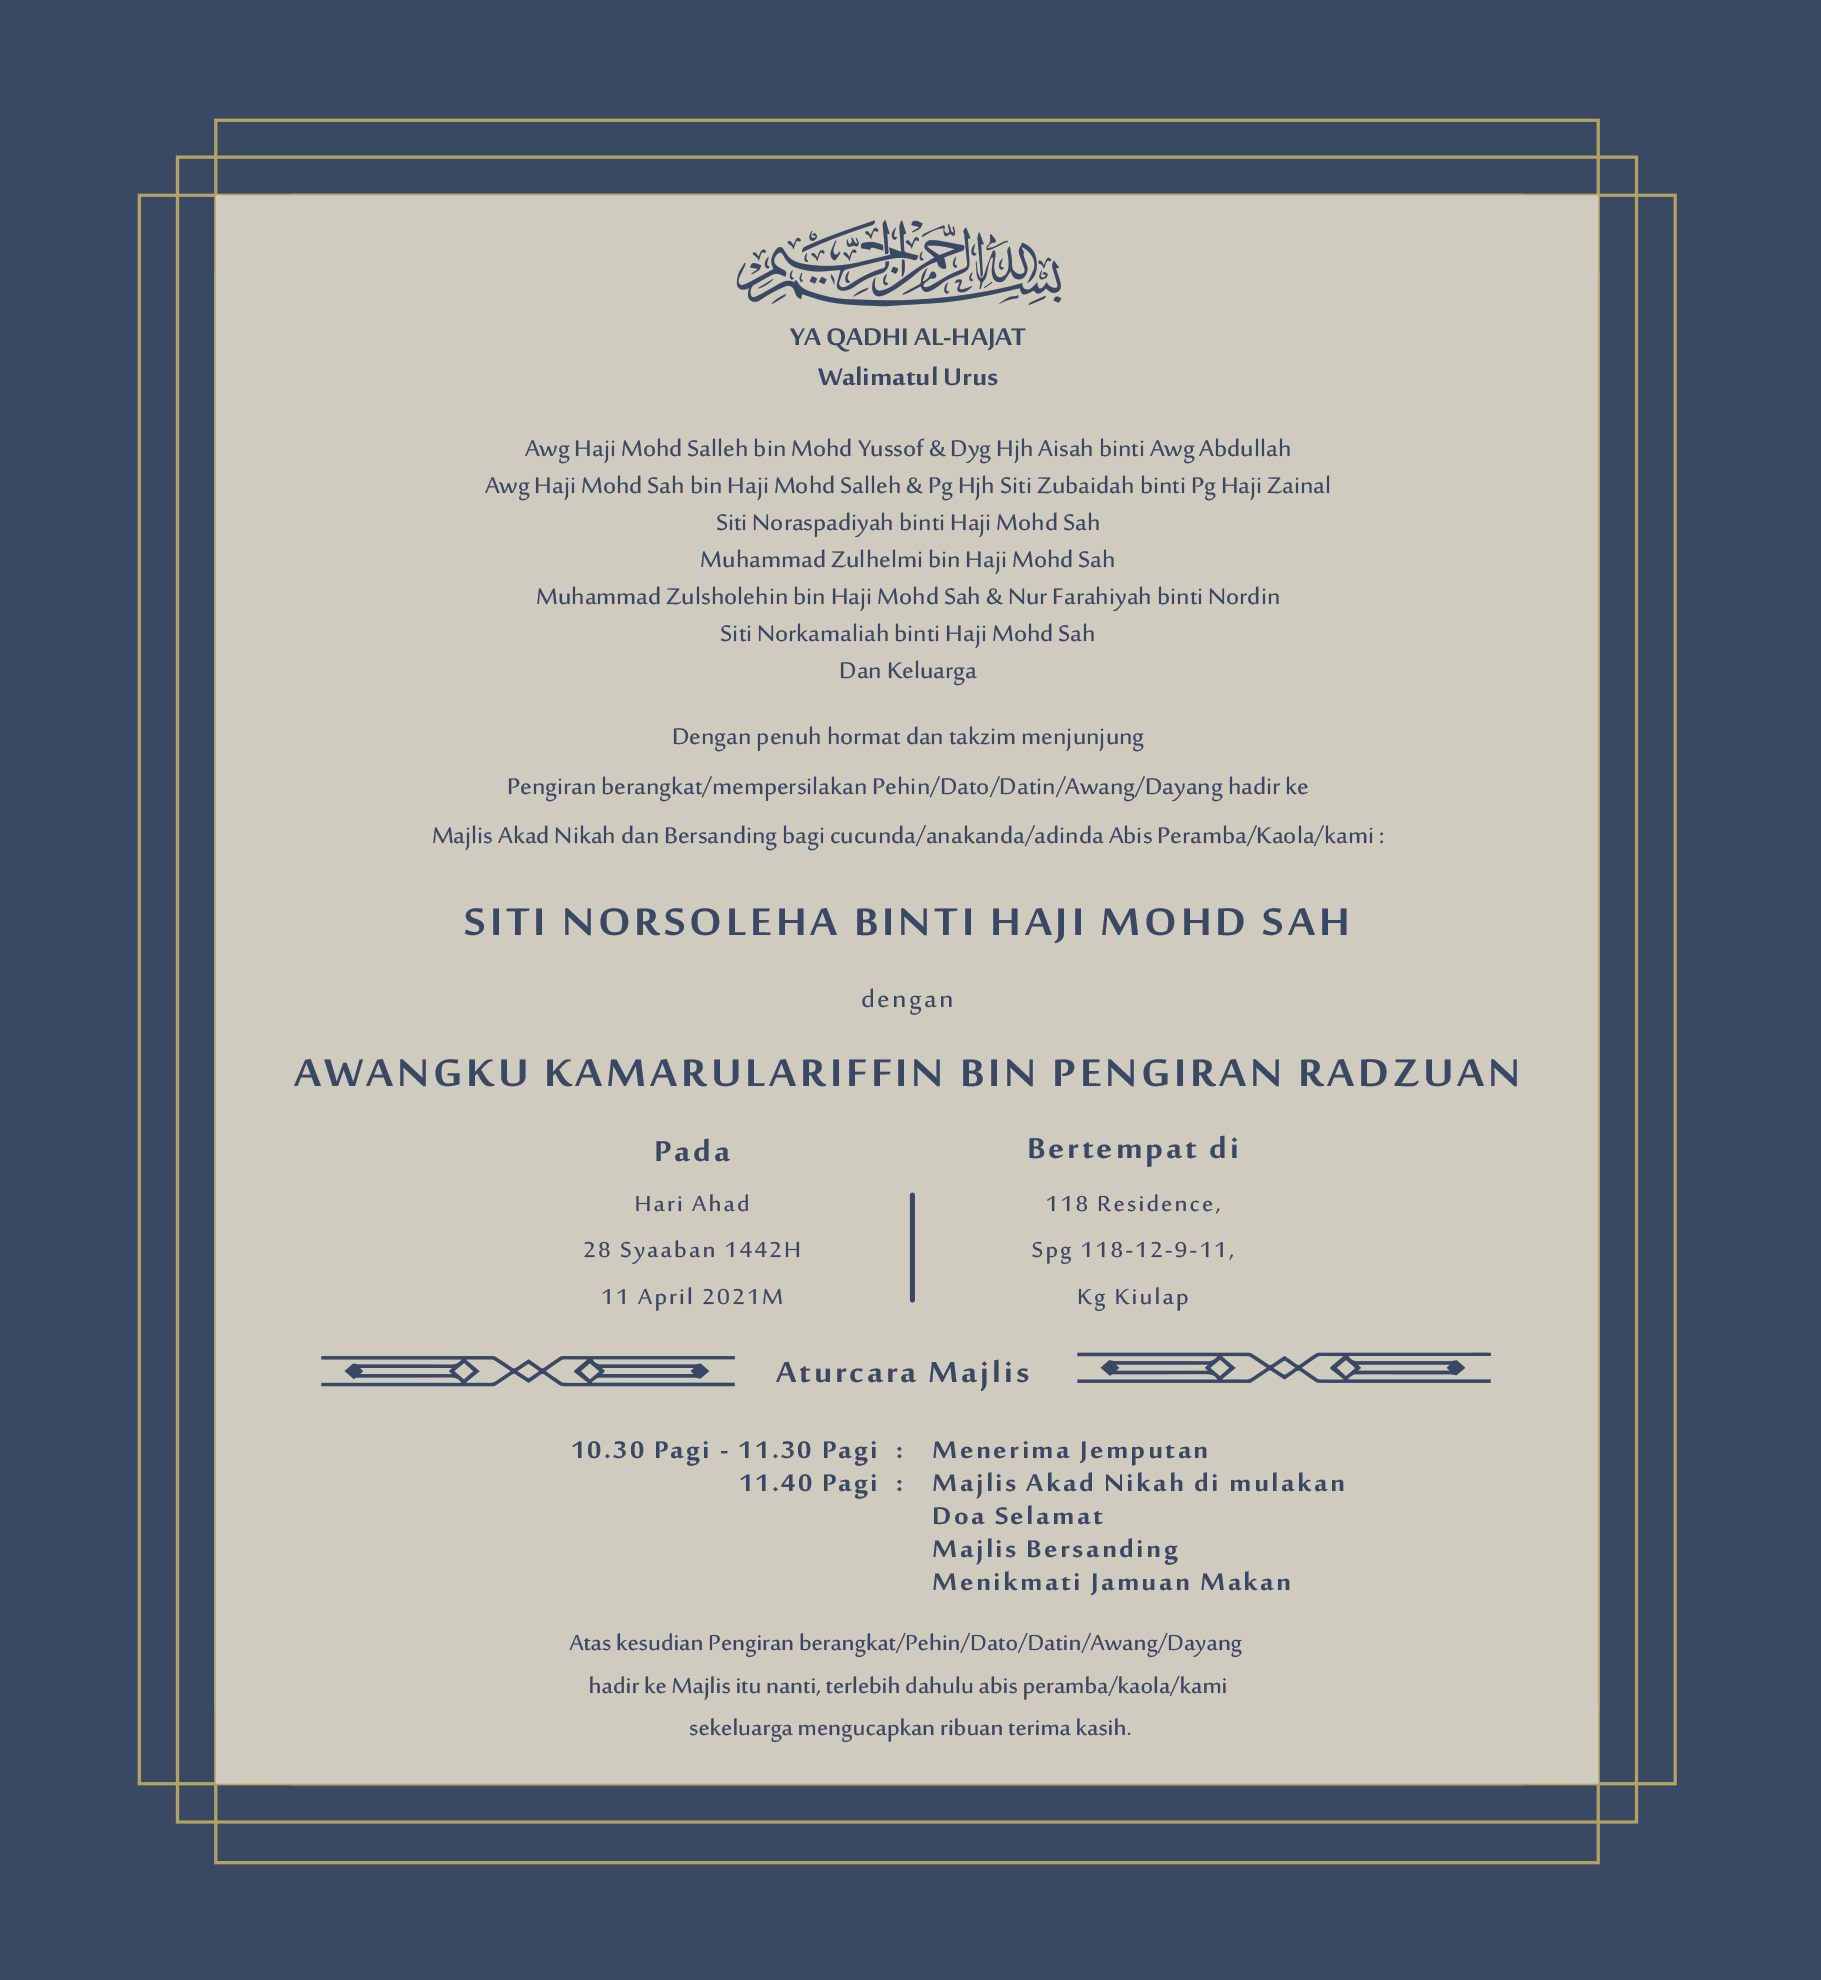 بسم الله الرحمن الرحيم
YA QADHI AL-HAJAT
Walimatul Urus
Awg Haji Mohd Salleh bin Mohd Yussof & Dyg Hjh Aisah binti Awg Abdullah
Awg Haji Mohd Sah bin Haji Mohd Salleh & Pg Hjh Siti Zubaidah binti Pg Haji Zainal
Siti Noraspadiyah binti Haji Mohd Sah
Muhammad Zulhelmi bin Haji Mohd Sah
Muhammad Zulsholehin bin Haji Mohd Sah & Nur Farahiyah binti Nordin
Siti Norkamaliah binti Haji Mohd Sah
Dan Keluarga
Dengan penuh hormat dan takzim menjunjung
Pengiran berangkat/mempersilakan Pehin/Dato/Datin/Awang/Dayang hadir ke
Majlis Akad Nikah dan Bersanding bagi cucunda/anakanda/adinda Abis Peramba/Kaola/kami :
SITI NORSOLEHA BINTI HAJI MOHD SAH
dengan
AWANGKU KAMARULARIFFIN BIN PENGIRAN RADZUAN
Pada
Hari Ahad
28 Syaaban 1442H
11 April 2021M
Bertempat di
118 Residence,
Spg 118-12-9-11,
Kg Kiulap
Aturcara Majlis
10.30 Pagi - 11.30 Pagi : Menerima Jemputan
11.40 Pagi : Majlis Akad Nikah di mulakan
Doa Selamat
Majlis Bersanding
Menikmati Jamuan Makan
Atas kesudian Pengiran berangkat/Pehin/Dato/Datin/Awang/Dayang
hadir ke Majlis itu nanti, terlebih dahulu abis peramba/kaola/kami
sekeluarga mengucapkan ribuan terima kasih.